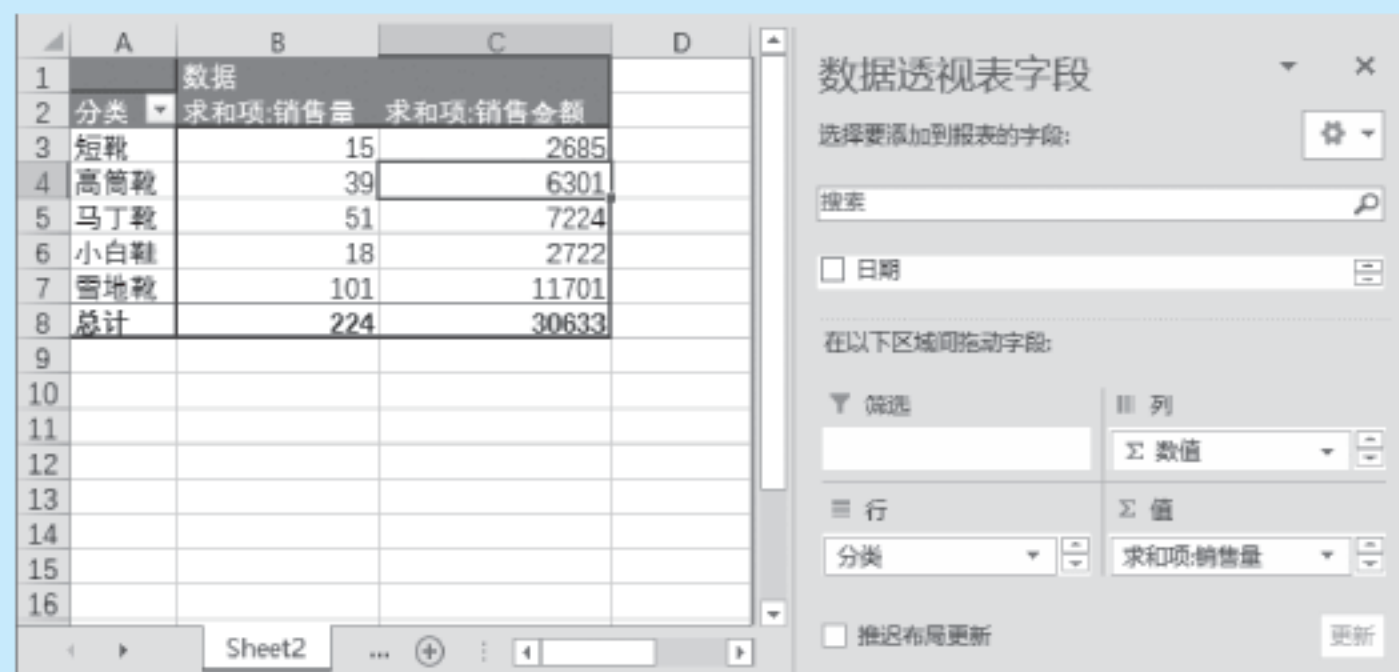 A B C D
1 数据
2 分类 求和项:销售量 求和项:销售金额
3 短靴 15 2685
4 高筒靴 39 6301
5 马丁靴 51 7224
6 小白鞋 18 2722
7 雪地靴 101 11701
8 总计 224 30633
9
10
11
12
13
14
15
16
Sheet2 ...
数据透视表字段
选择要添加到报表的字段:
搜索
日期
在以下区域间拖动字段:
筛选
列
Σ 数值
行
Σ 值
分类
求和项:销售量
推迟布局更新
更新